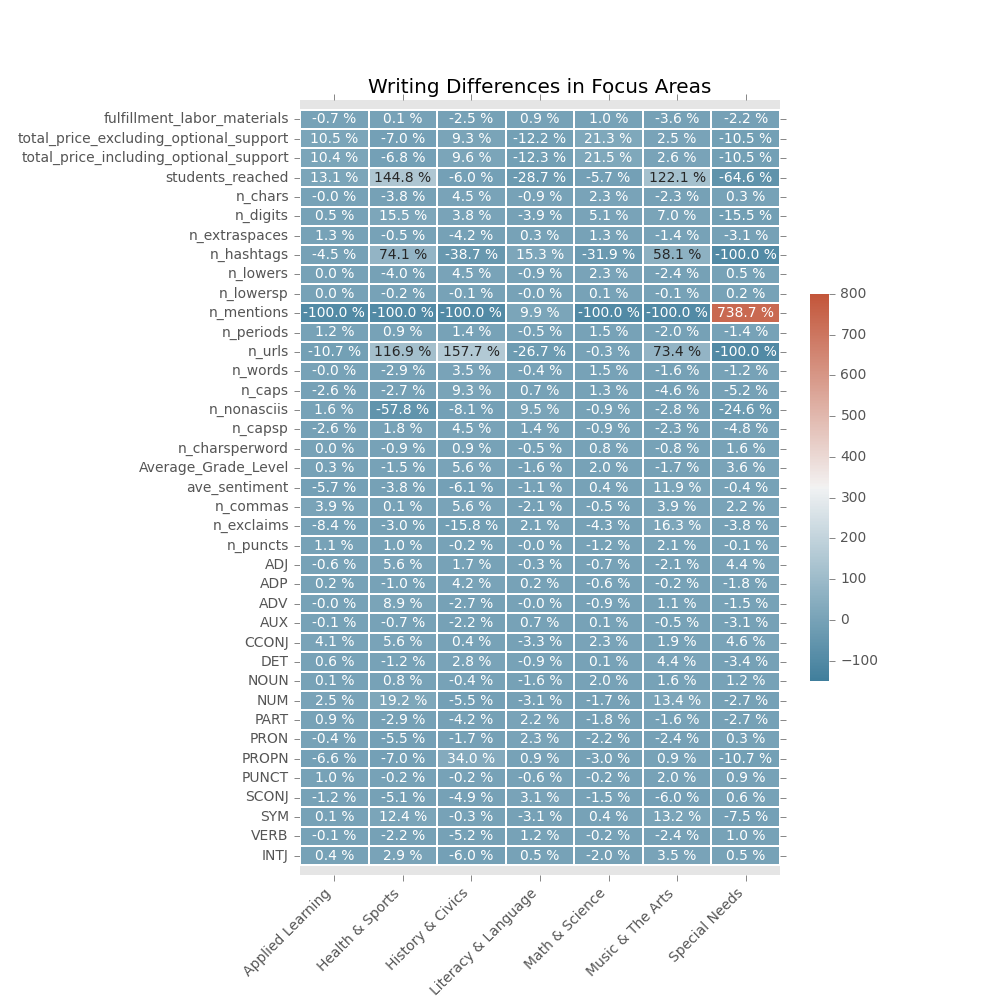 Writing Differences in Focus Areas
fulfillment_labor_materials -0.7 % 0.1 % -2.5 % 0.9 % 1.0 % -3.6 % -2.2 %
total_price_excluding_optional_support 10.5 % -7.0 % 9.3 % -12.2 % 21.3 % 2.5 % -10.5 %
total_price_including_optional_support 10.4 % -6.8 % 9.6 % -12.3 % 21.5 % 2.6 % -10.5 %
students_reached 13.1 % 144.8 % -6.0 % -28.7 % -5.7 % 122.1 % -64.6 %
n_chars -0.0 % -3.8 % 4.5 % -0.9 % 2.3 % -2.3 % 0.3 %
n_digits 0.5 % 15.5 % 3.8 % -3.9 % 5.1 % 7.0 % -15.5 %
n_extraspaces 1.3 % -0.5 % -4.2 % 0.3 % 1.3 % -1.4 % -3.1 %
n_hashtags -4.5 % 74.1 % -38.7 % 15.3 % -31.9 % 58.1 % -100.0 %
n_lowers 0.0 % -4.0 % 4.5 % -0.9 % 2.3 % -2.4 % 0.5 %
n_lowersp 0.0 % -0.2 % -0.1 % -0.0 % 0.1 % -0.1 % 0.2 %
n_mentions -100.0 % -100.0 % -100.0 % 9.9 % -100.0 % -100.0 % 738.7 %
n_periods 1.2 % 0.9 % 1.4 % -0.5 % 1.5 % -2.0 % -1.4 %
n_urls -10.7 % 116.9 % 157.7 % -26.7 % -0.3 % 73.4 % -100.0 %
n_words -0.0 % -2.9 % 3.5 % -0.4 % 1.5 % -1.6 % -1.2 %
n_caps -2.6 % -2.7 % 9.3 % 0.7 % 1.3 % -4.6 % -5.2 %
n_nonasciis 1.6 % -57.8 % -8.1 % 9.5 % -0.9 % -2.8 % -24.6 %
n_capsp -2.6 % 1.8 % 4.5 % 1.4 % -0.9 % -2.3 % -4.8 %
n_charsperword 0.0 % -0.9 % 0.9 % -0.5 % 0.8 % -0.8 % 1.6 %
Average_Grade_Level 0.3 % -1.5 % 5.6 % -1.6 % 2.0 % -1.7 % 3.6 %
ave_sentiment -5.7 % -3.8 % -6.1 % -1.1 % 0.4 % 11.9 % -0.4 %
n_commas 3.9 % 0.1 % 5.6 % -2.1 % -0.5 % 3.9 % 2.2 %
n_exclaims -8.4 % -3.0 % -15.8 % 2.1 % -4.3 % 16.3 % -3.8 %
n_puncts 1.1 % 1.0 % -0.2 % -0.0 % -1.2 % 2.1 % -0.1 %
ADJ -0.6 % 5.6 % 1.7 % -0.3 % -0.7 % -2.1 % 4.4 %
ADP 0.2 % -1.0 % 4.2 % 0.2 % -0.6 % -0.2 % -1.8 %
ADV -0.0 % 8.9 % -2.7 % -0.0 % -0.9 % 1.1 % -1.5 %
AUX -0.1 % -0.7 % -2.2 % 0.7 % 0.1 % -0.5 % -3.1 %
CCONJ 4.1 % 5.6 % 0.4 % -3.3 % 2.3 % 1.9 % 4.6 %
DET 0.6 % -1.2 % 2.8 % -0.9 % 0.1 % 4.4 % -3.4 %
NOUN 0.1 % 0.8 % -0.4 % -1.6 % 2.0 % 1.6 % 1.2 %
NUM 2.5 % 19.2 % -5.5 % -3.1 % -1.7 % 13.4 % -2.7 %
PART 0.9 % -2.9 % -4.2 % 2.2 % -1.8 % -1.6 % -2.7 %
PRON -0.4 % -5.5 % -1.7 % 2.3 % -2.2 % -2.4 % 0.3 %
PROPN -6.6 % -7.0 % 34.0 % 0.9 % -3.0 % 0.9 % -10.7 %
PUNCT 1.0 % -0.2 % -0.2 % -0.6 % -0.2 % 2.0 % 0.9 %
SCONJ -1.2 % -5.1 % -4.9 % 3.1 % -1.5 % -6.0 % 0.6 %
SYM 0.1 % 12.4 % -0.3 % -3.1 % 0.4 % 13.2 % -7.5 %
VERB -0.1 % -2.2 % -5.2 % 1.2 % -0.2 % -2.4 % 1.0 %
INTJ 0.4 % 2.9 % -6.0 % 0.5 % -2.0 % 3.5 % 0.5 %
Applied Learning
Health & Sports
History & Civics
Literacy & Language
Math & Science
Music & The Arts
Special Needs
800
700
600
500
400
300
200
100
0
−100